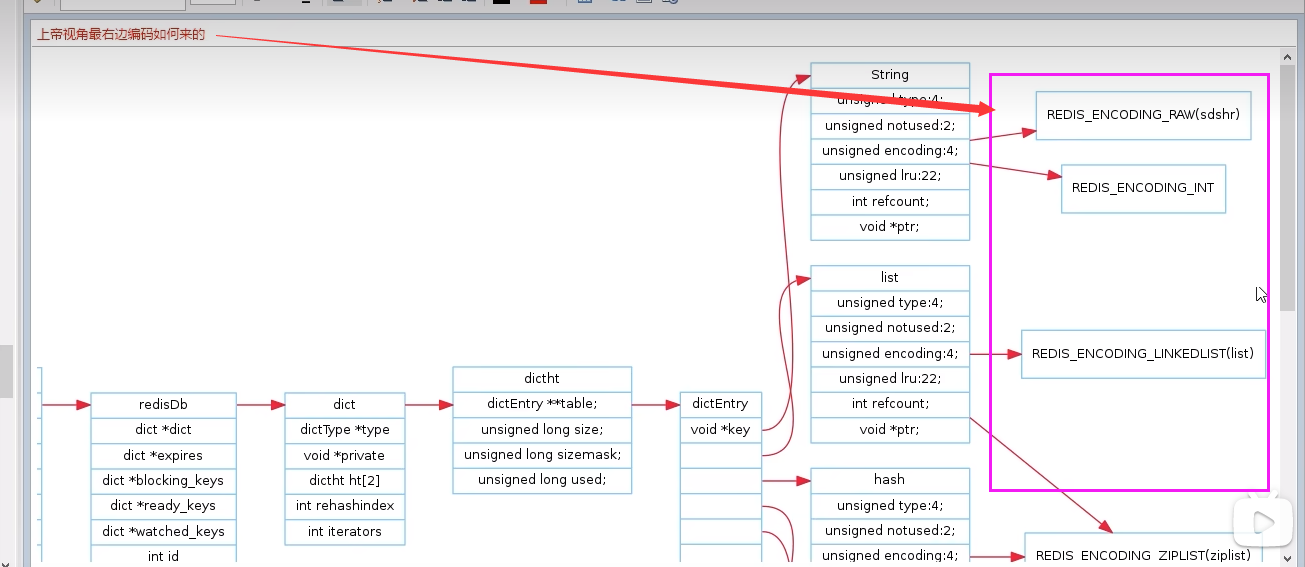 上帝视角最右边编码如何来的
String
unsigned type:4;
unsigned notused:2;
unsigned encoding:4;
unsigned lru:22;
int refcount;
void *ptr;
REDIS_ENCODING_RAW(sdshr)
REDIS_ENCODING_INT
list
unsigned type:4;
unsigned notused:2;
unsigned encoding:4;
unsigned lru:22;
int refcount;
void *ptr;
REDIS_ENCODING_LINKEDLIST(list)
redisDb
dict *dict
dict *expires
dict *blocking_keys
dict *ready_keys
dict *watched_keys
int id
dict
dictType *type
void *private
dictht ht[2]
int rehashindex
int iterators
dictht
dictEntry **table;
unsigned long size;
unsigned long sizemask;
unsigned long used;
dictEntry
void *key
hash
unsigned type:4;
unsigned notused:2;
unsigned encoding:4;
REDIS_ENCODING_ZIPLIST(ziplist)